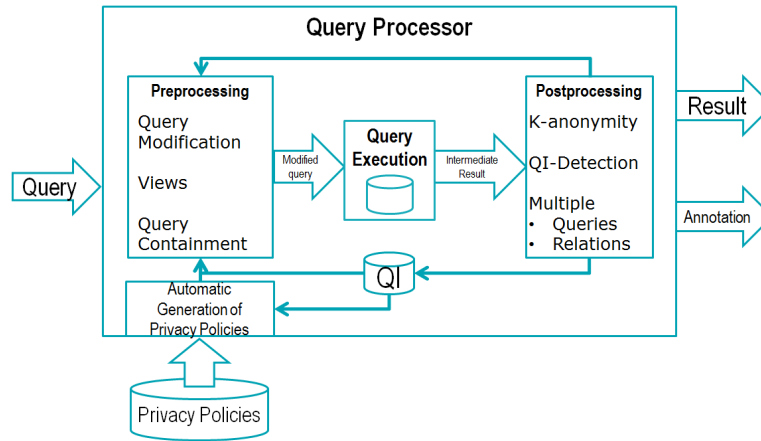 Query Processor
Preprocessing
Query
Modification
Views
Query
Containment
Query
Modified
query
Query
Execution
Intermediate
Result
Postprocessing
K-anonymity
QI-Detection
Multiple
• Queries
• Relations
Result
Annotation
QI
Automatic
Generation of
Privacy Policies
Privacy Policies